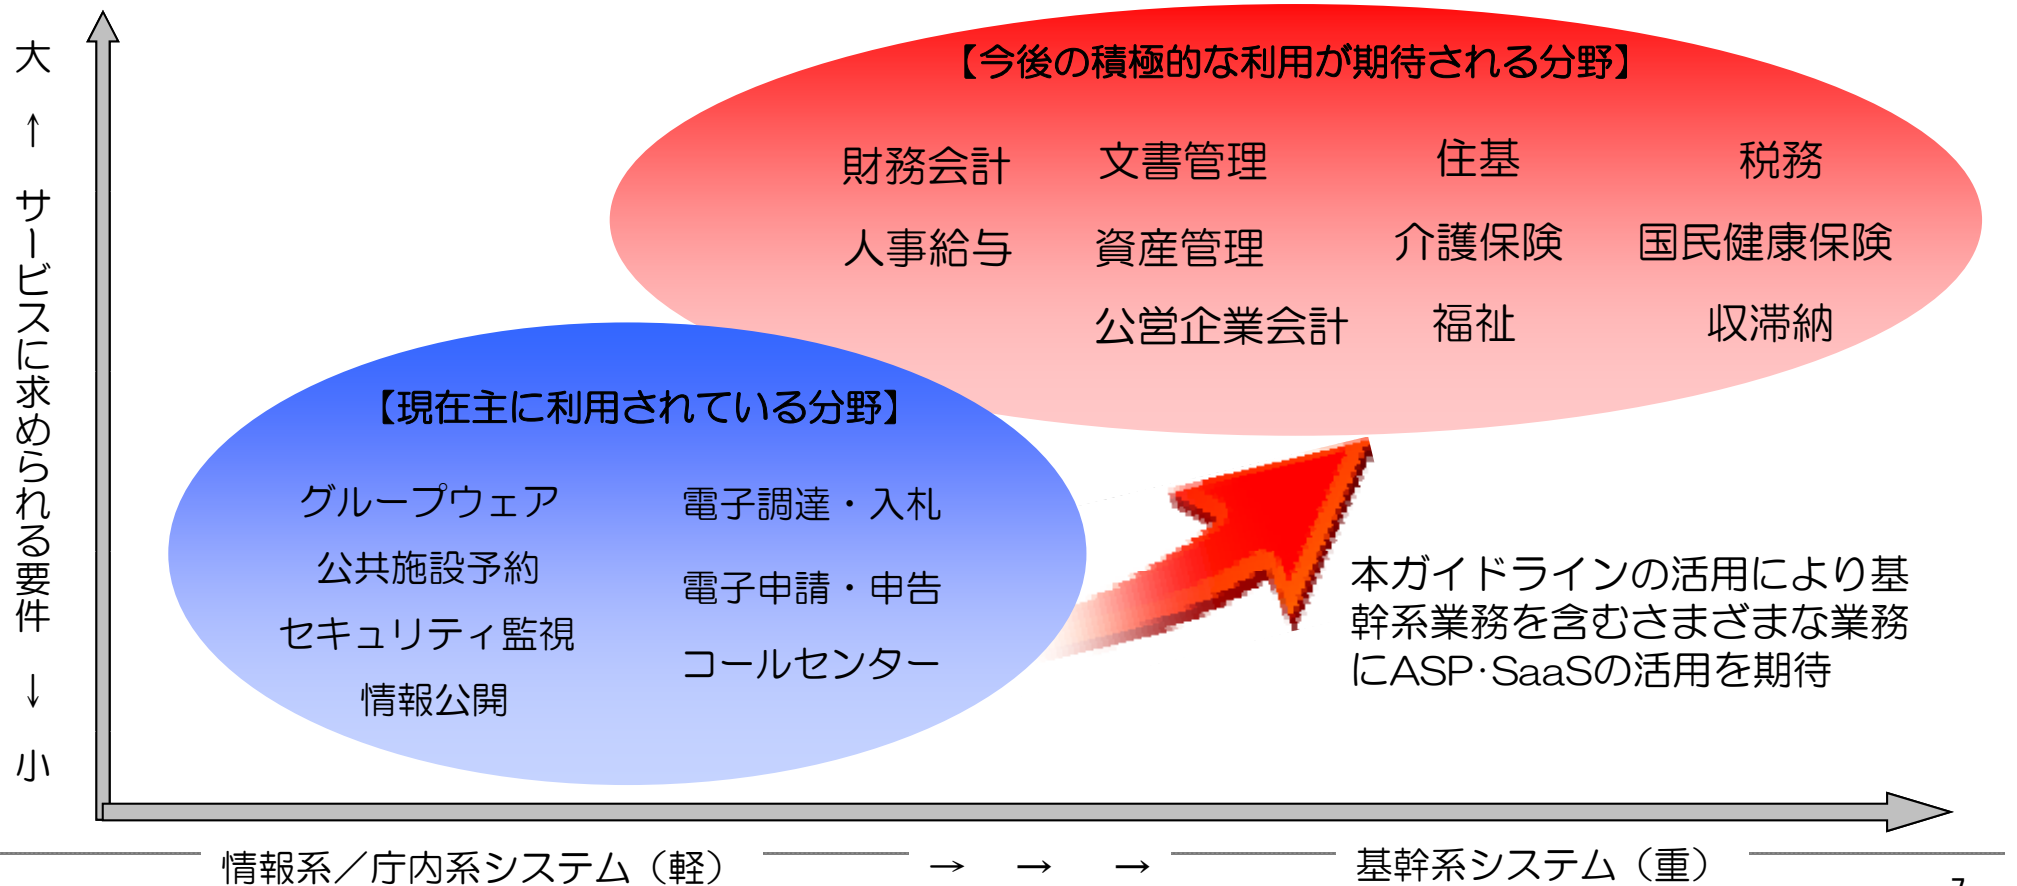 大 ↑ サービスに求められる要件 ↓ 小
【今後の積極的な利用が期待される分野】
財務会計 文書管理 住基 税務
人事給与 資産管理 介護保険 国民健康保険
公営企業会計 福祉 収滞納
【現在主に利用されている分野】
グループウェア 電子調達・入札
公共施設予約 電子申請・申告
セキュリティ監視 コールセンター
情報公開
本ガイドラインの活用により基
幹系業務を含むさまざまな業務
にASP･SaaSの活用を期待
情報系／庁内系システム（軽） → → → 基幹系システム（重）